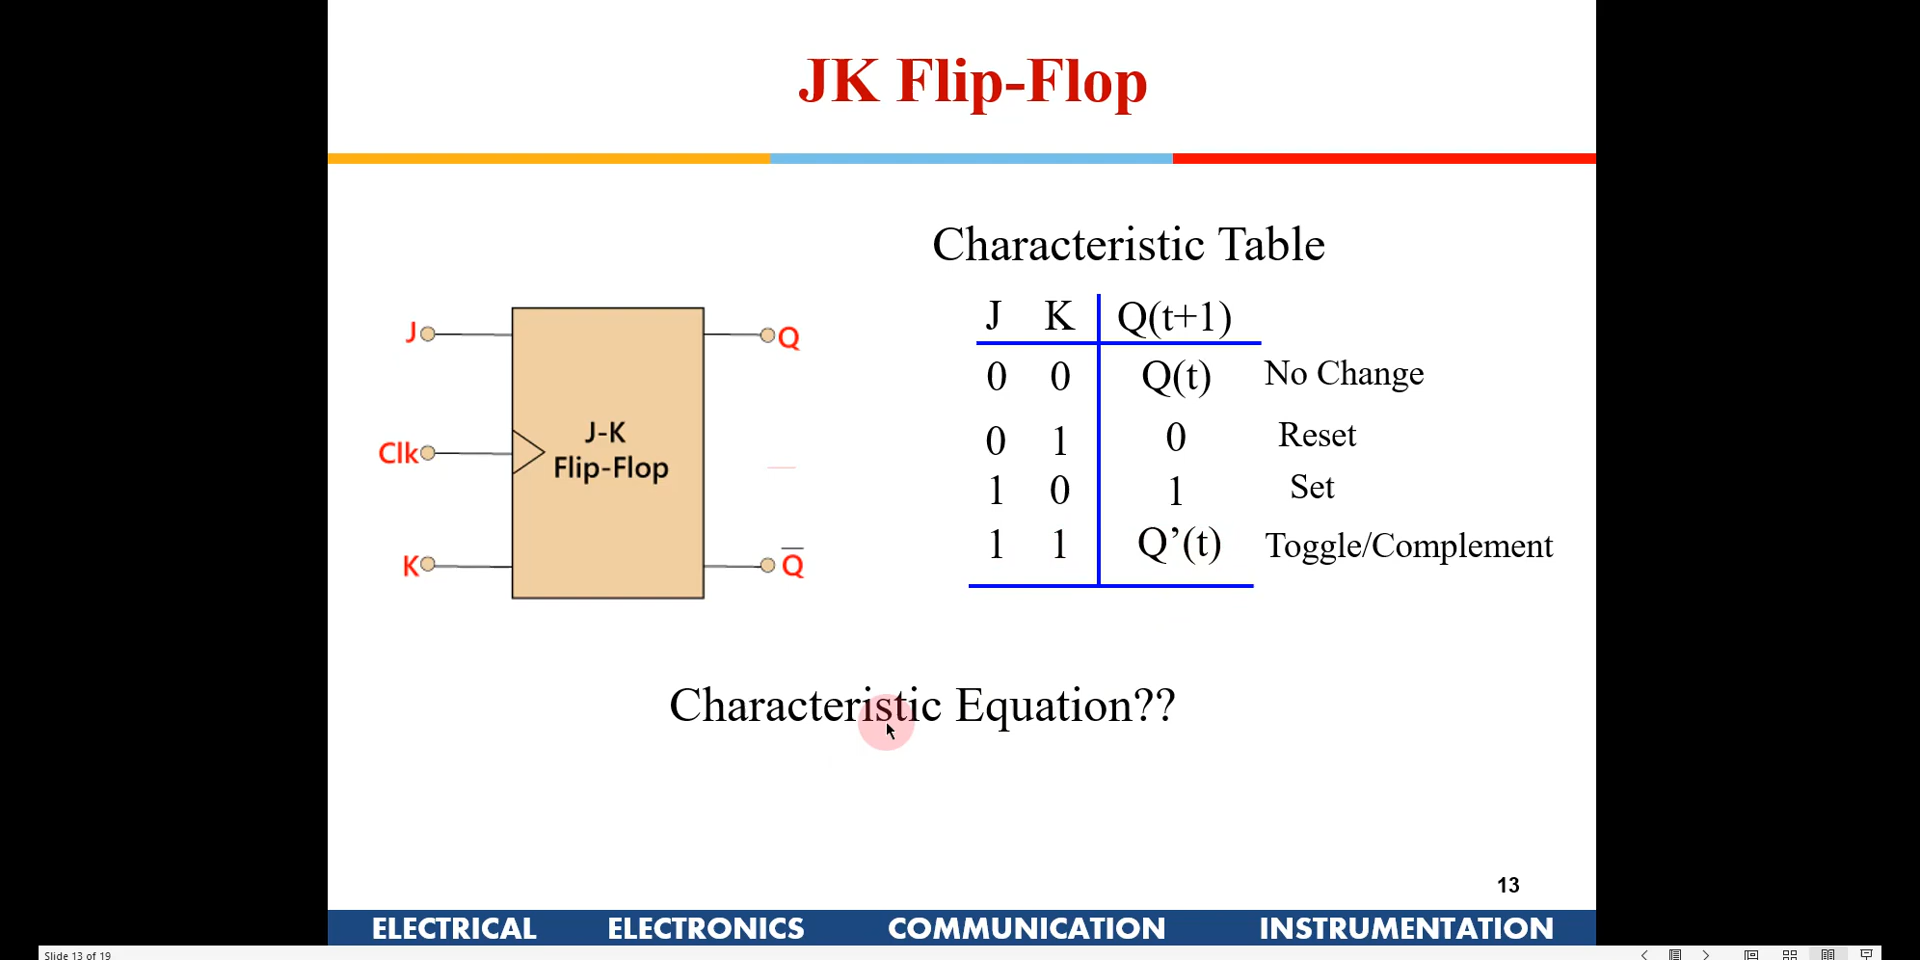 JK Flip-Flop
Characteristic Table
J K Q(t+1)
0 0 Q(t) No Change
0 1 0 Reset
1 0 1 Set
1 1 Q’(t) Toggle/Complement
J
Clk
K
J-K
Flip-Flop
Q
Q̅
Characteristic Equation??
13
ELECTRICAL ELECTRONICS COMMUNICATION INSTRUMENTATION
Slide 13 of 19